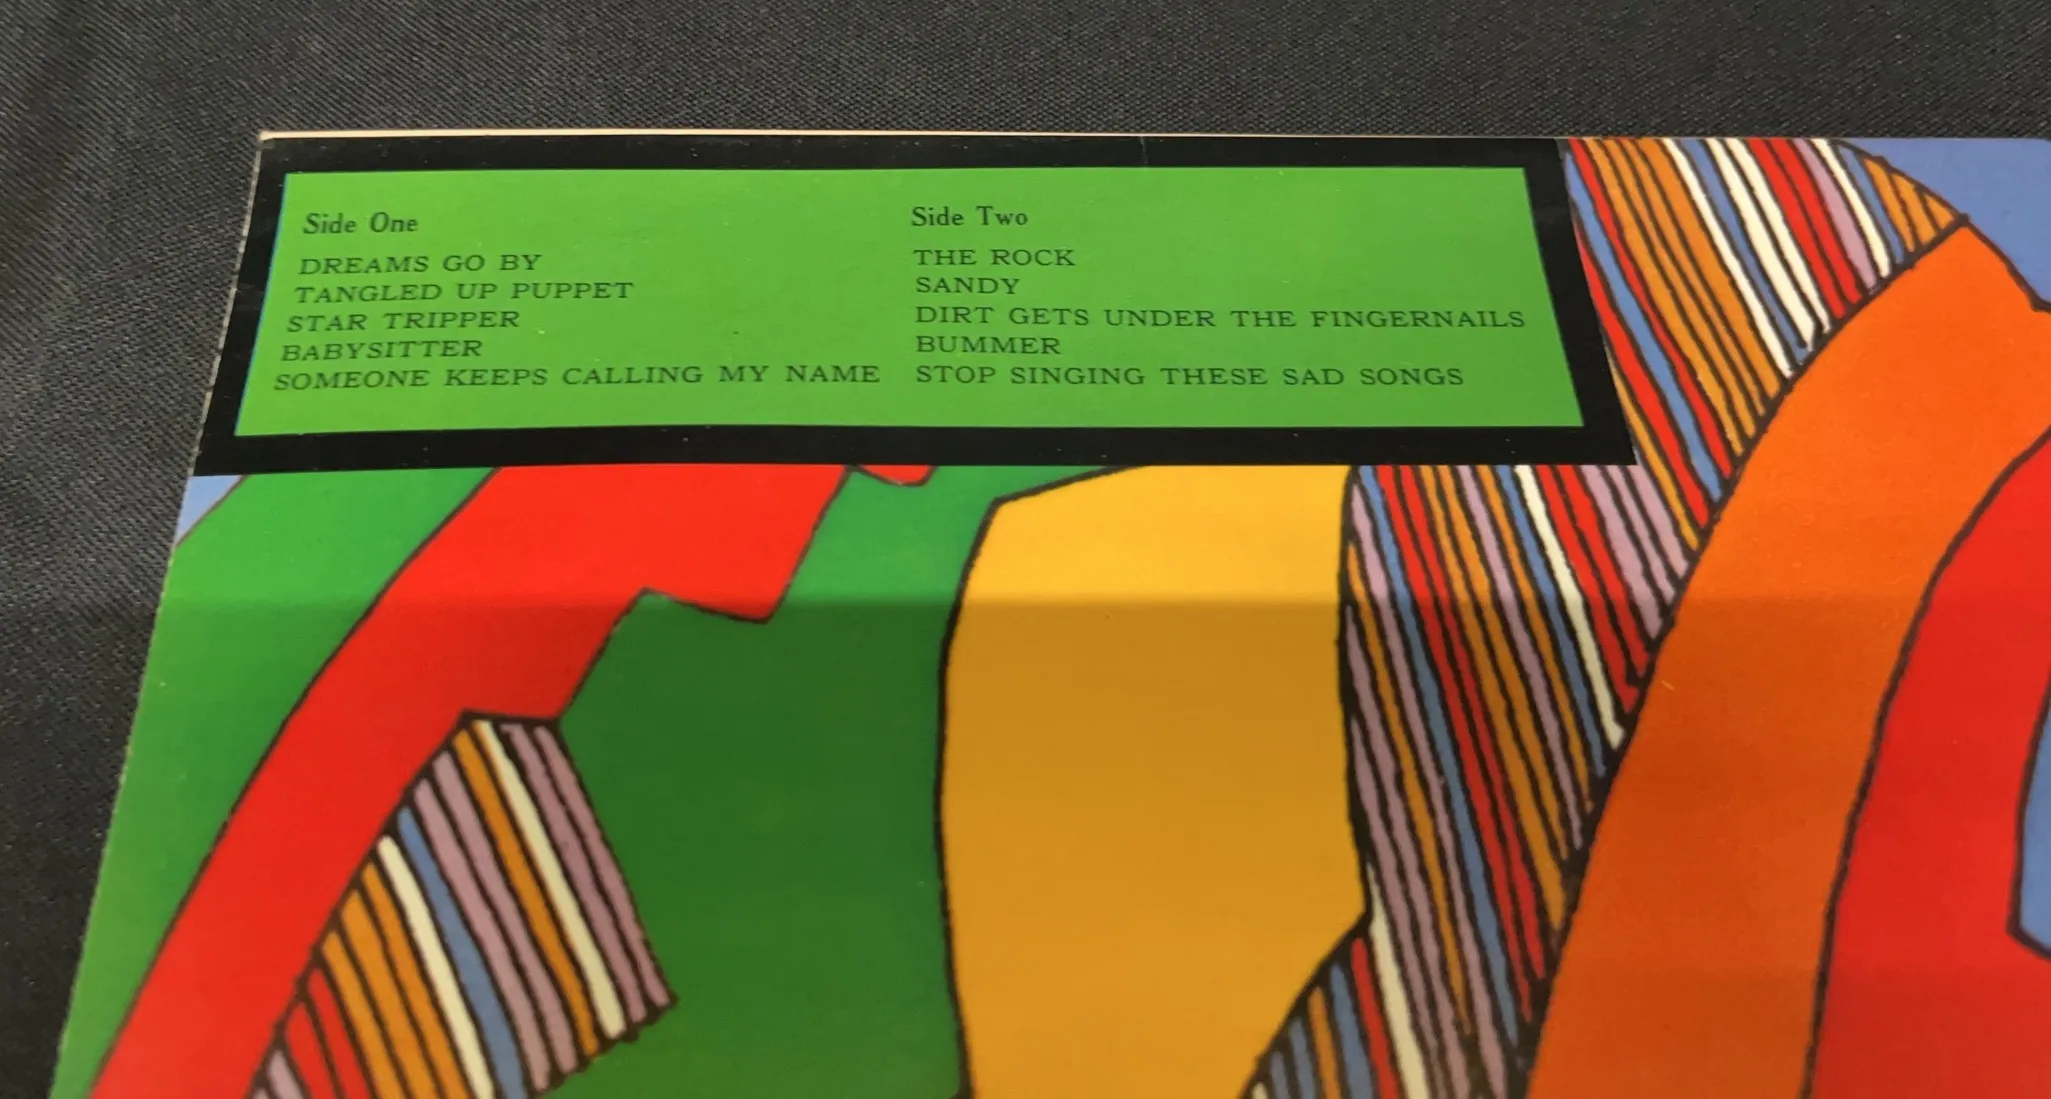 Side One
DREAMS GO BY
TANGLED UP PUPPET
STAR TRIPPER
BABYSITTER
SOMEONE KEEPS CALLING MY NAME
Side Two
THE ROCK
SANDY
DIRT GETS UNDER THE FINGERNAILS
BUMMER
STOP SINGING THESE SAD SONGS